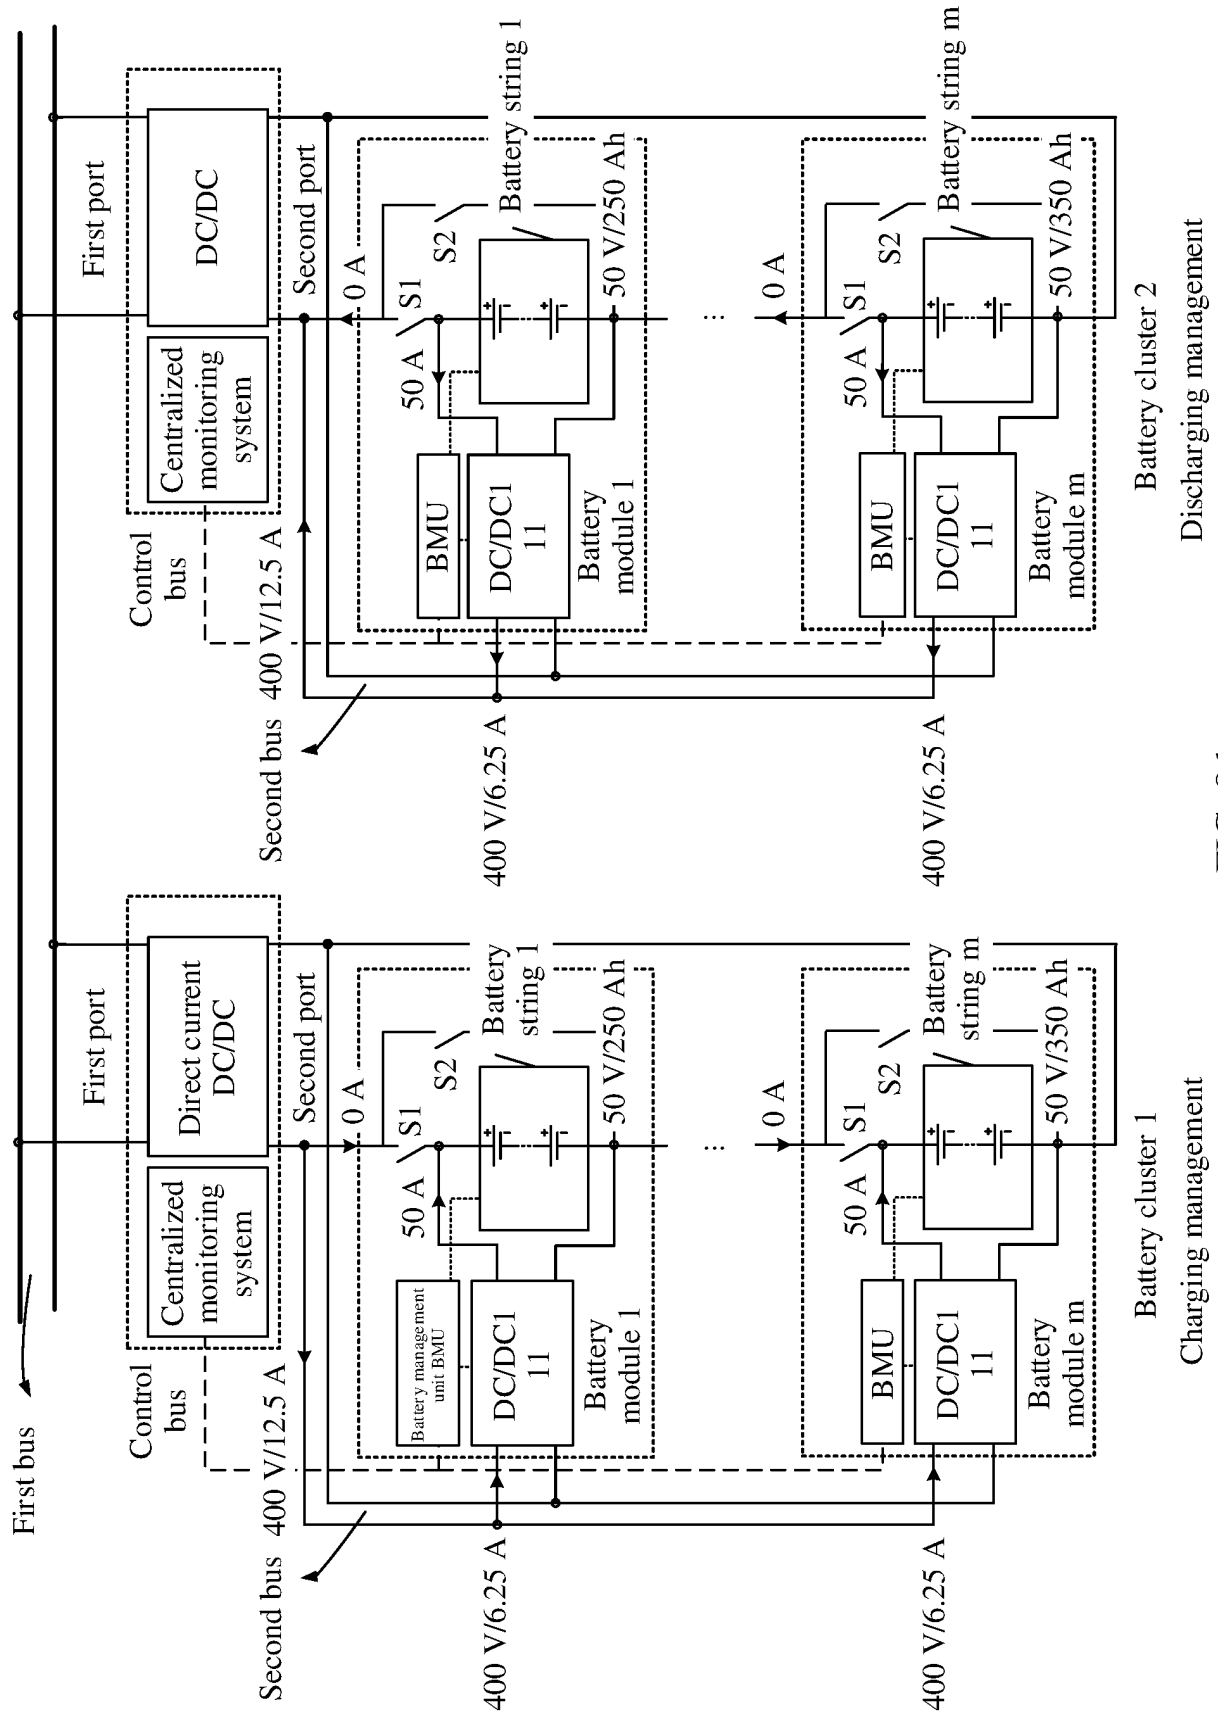 First bus
First port
Direct current
DC/DC
Centralized
monitoring
system
Control
bus
Second port
400 V/12.5 A
Second bus
0 A
S1
S2
50 A
Battery
string 1
50 V/250 Ah
Battery management
unit BMU
DC/DC1
11
Battery
module 1
400 V/6.25 A
...
0 A
S1
S2
50 A
Battery
string m
50 V/350 Ah
BMU
DC/DC1
11
Battery
module m
400 V/6.25 A
Battery cluster 1
Charging management
First port
DC/DC
Centralized
monitoring
system
Control
bus
Second port
400 V/12.5 A
Second bus
0 A
S1
S2
50 A
Battery string 1
50 V/250 Ah
BMU
DC/DC1
11
Battery
module 1
400 V/6.25 A
...
0 A
S1
S2
50 A
Battery string m
50 V/350 Ah
BMU
DC/DC1
11
Battery
module m
400 V/6.25 A
Battery cluster 2
Discharging management